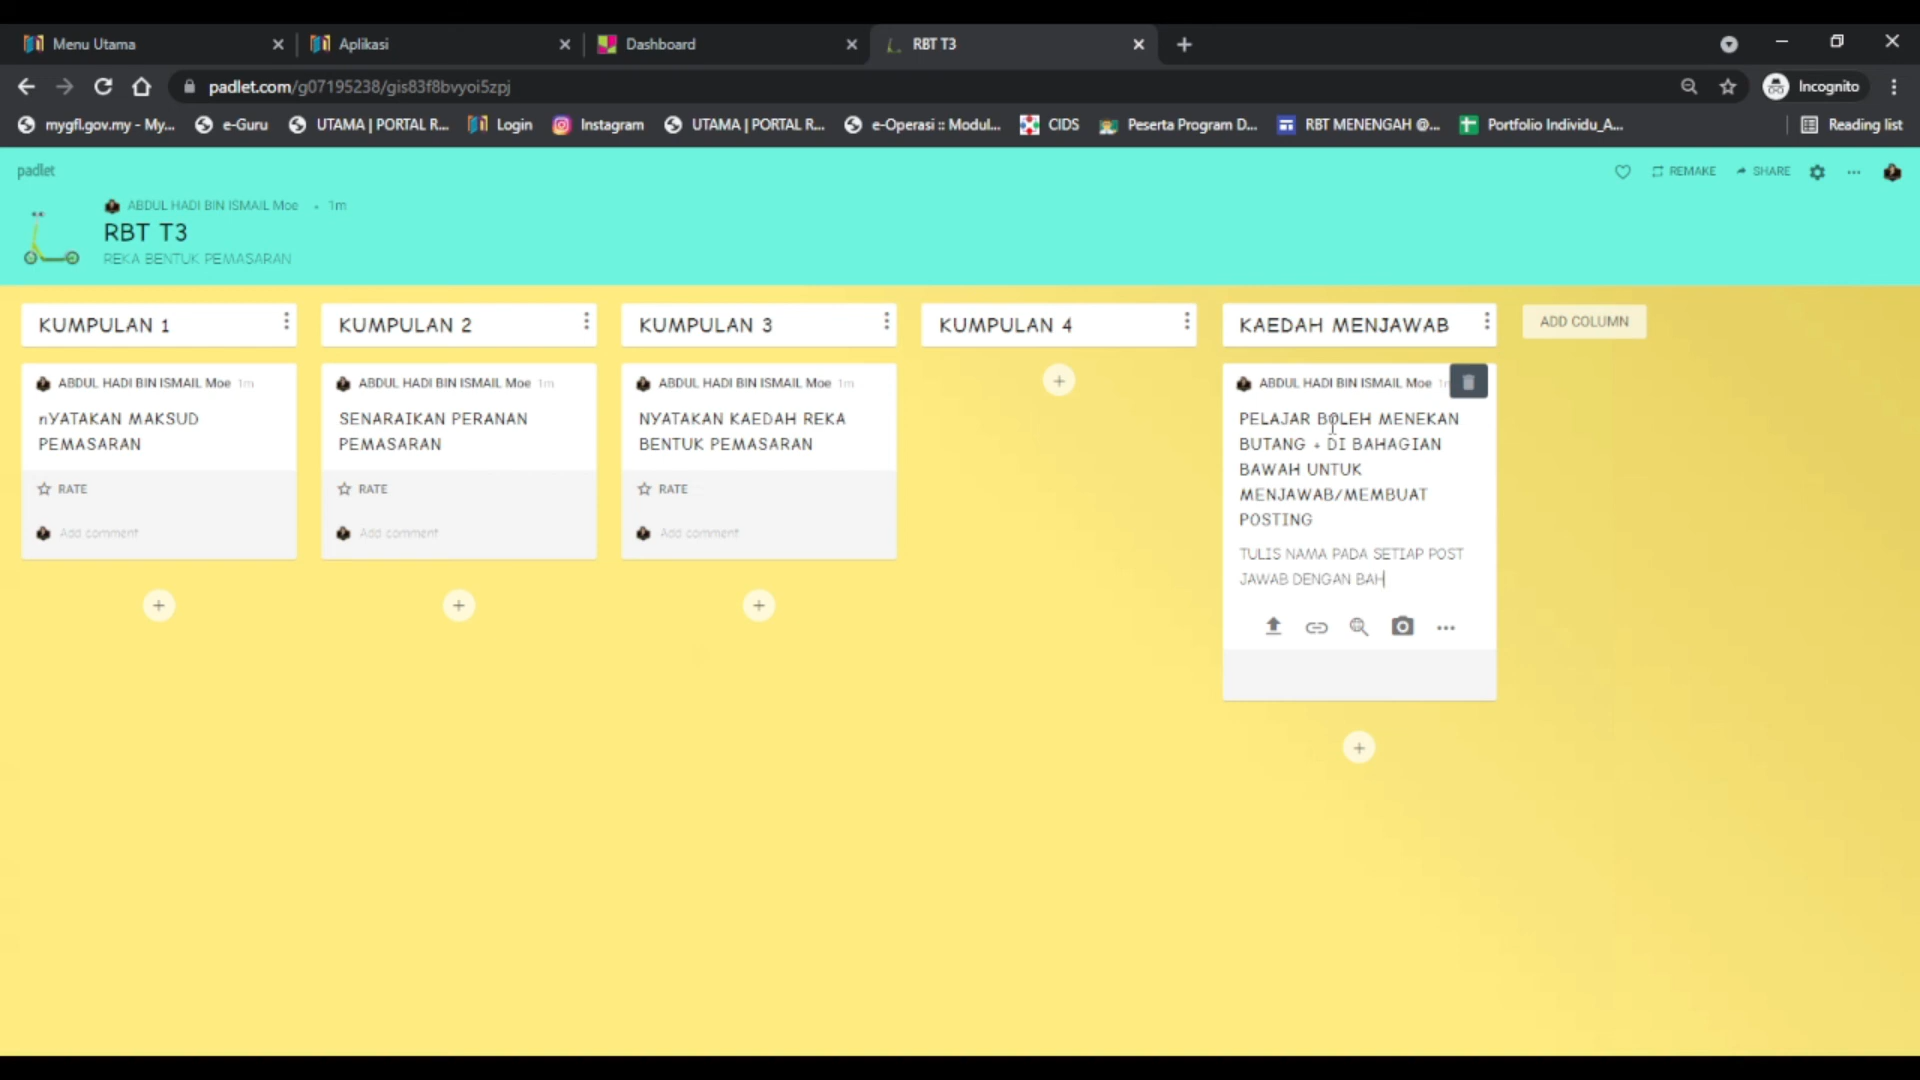 Menu Utama
Aplikasi
Dashboard
RBT T3
padlet.com/g07195238/gis83f8bvyoi5zpj
Incognito
mygfl.gov.my - My...
e-Guru
UTAMA | PORTAL R...
Login
Instagram
UTAMA | PORTAL R...
e-Operasi :: Modul...
CIDS
Peserta Program D...
RBT MENENGAH @...
Portfolio Individu_A...
Reading list
padlet
REMAKE
SHARE
ABDUL HADI BIN ISMAIL Moe • 1m
RBT T3
REKA BENTUK PEMASARAN
KUMPULAN 1
KUMPULAN 2
KUMPULAN 3
KUMPULAN 4
KAEDAH MENJAWAB
ADD COLUMN
ABDUL HADI BIN ISMAIL Moe 1m
nYATAKAN MAKSUD
PEMASARAN
RATE
Add comment
ABDUL HADI BIN ISMAIL Moe 1m
SENARAIKAN PERANAN
PEMASARAN
RATE
Add comment
ABDUL HADI BIN ISMAIL Moe 1m
NYATAKAN KAEDAH REKA
BENTUK PEMASARAN
RATE
Add comment
ABDUL HADI BIN ISMAIL Moe
PELAJAR BOLEH MENEKAN
BUTANG + DI BAHAGIAN
BAWAH UNTUK
MENJAWAB/MEMBUAT
POSTING
TULIS NAMA PADA SETIAP POST
JAWAB DENGAN BAH